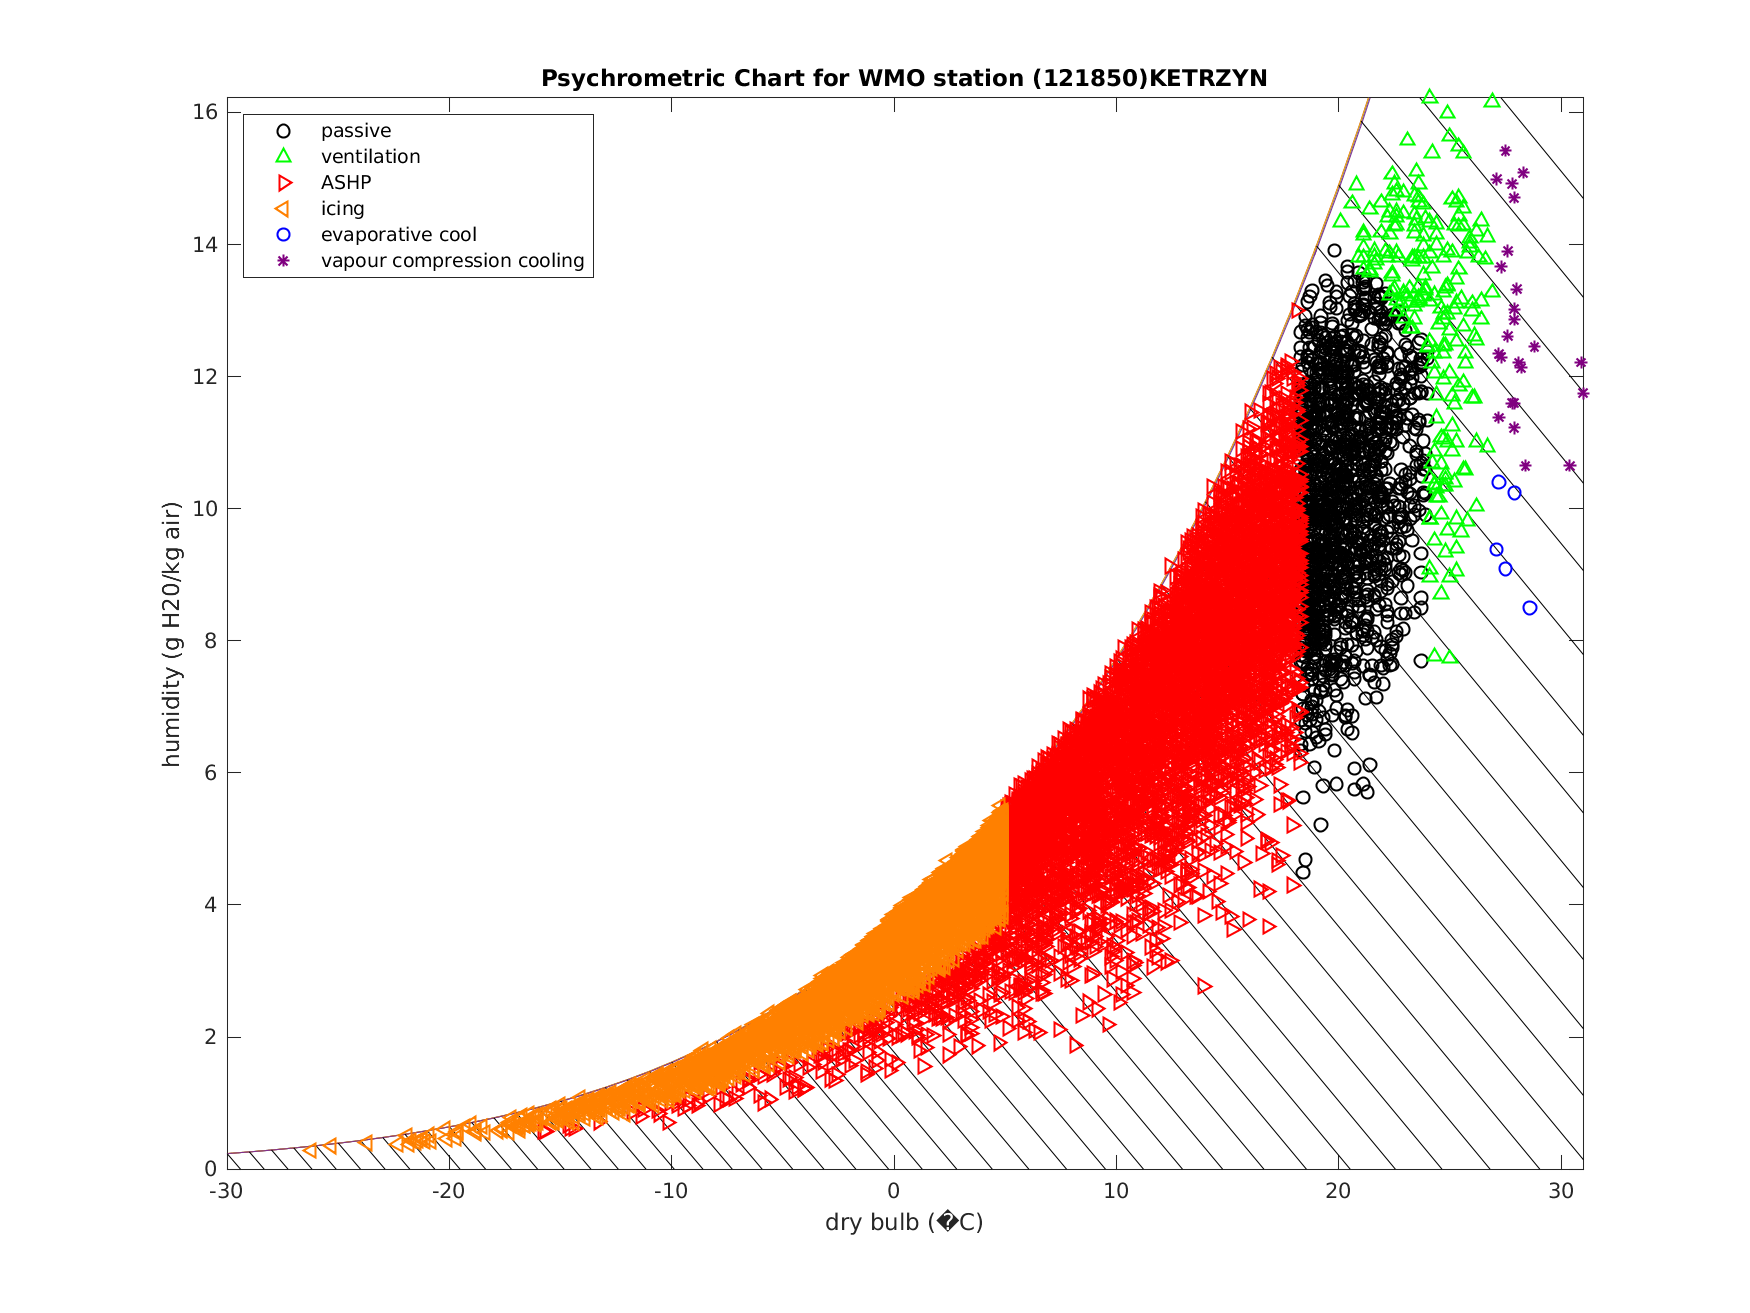 Psychrometric Chart for WMO station (121850)KETRZYN
passive
ventilation
ASHP
icing
evaporative cool
vapour compression cooling
humidity (g H20/kg air)
16
14
12
10
8
6
4
2
0
-30 -20 -10 0 10 20 30
dry bulb (�C)